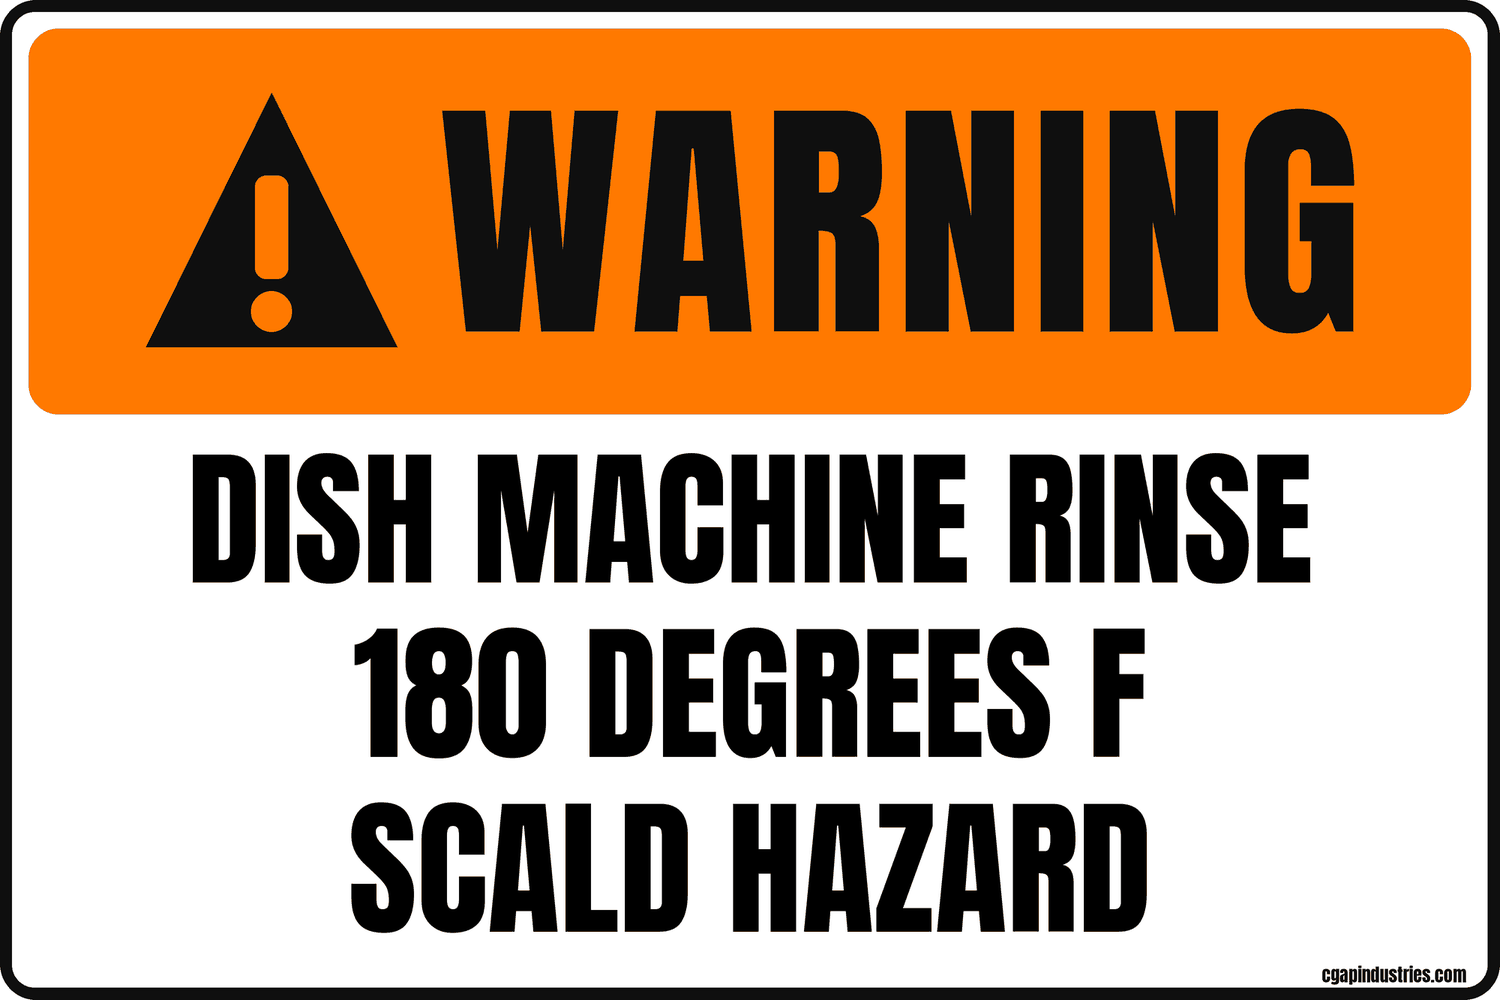 WARNING
DISH MACHINE RINSE
180 DEGREES F
SCALD HAZARD
cgapindustries.com